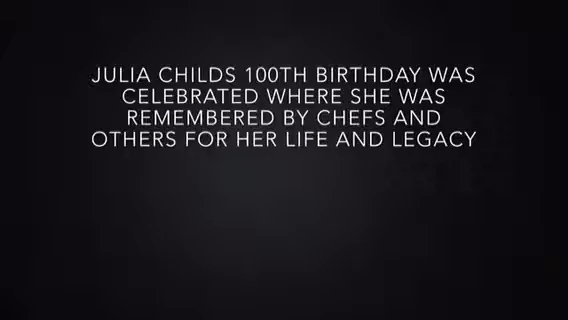 JULIA CHILDS 100TH BIRTHDAY WAS
CELEBRATED WHERE SHE WAS
REMEMBERED BY CHEFS AND
OTHERS FOR HER LIFE AND LEGACY